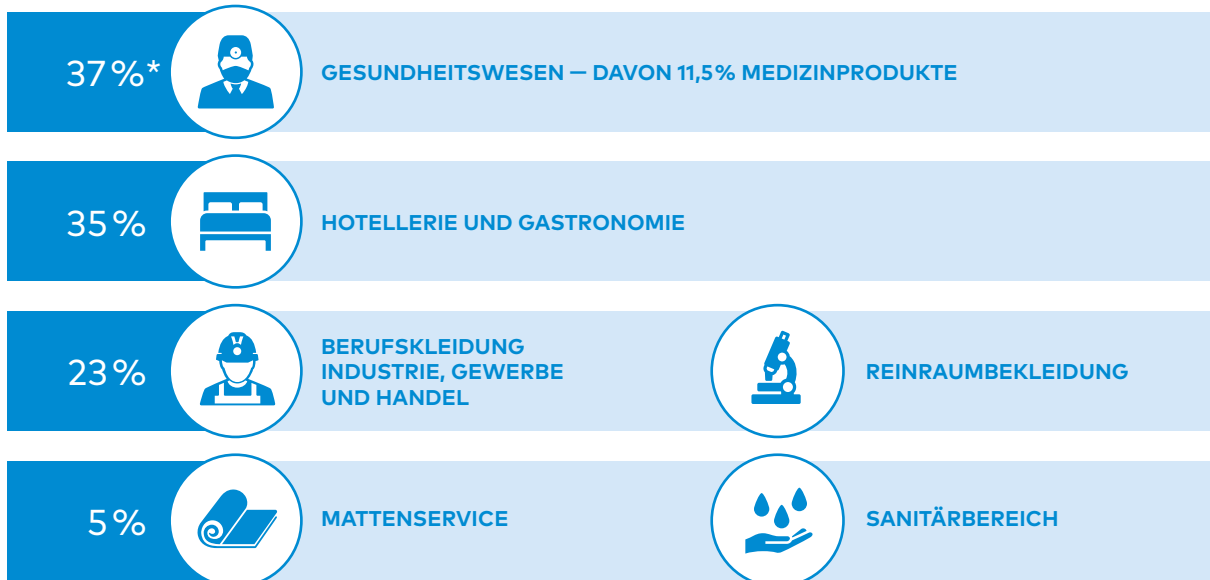 37 %*
GESUNDHEITSWESEN — DAVON 11,5% MEDIZINPRODUKTE
35 %
HOTELLERIE UND GASTRONOMIE
23 %
BERUFSKLEIDUNG
INDUSTRIE, GEWERBE
UND HANDEL
REINRAUMBEKLEIDUNG
5 %
MATTENSERVICE
SANITÄRBEREICH